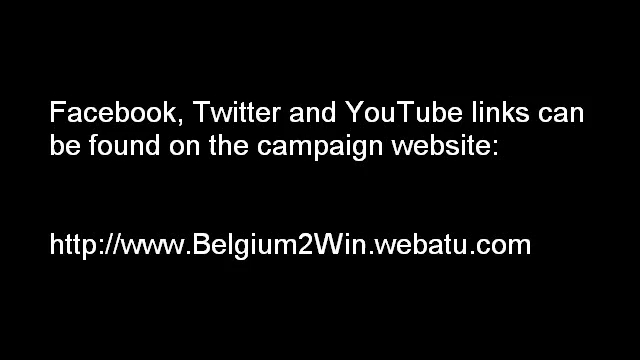 Facebook, Twitter and YouTube links can
be found on the campaign website:
http://www.Belgium2Win.webatu.com